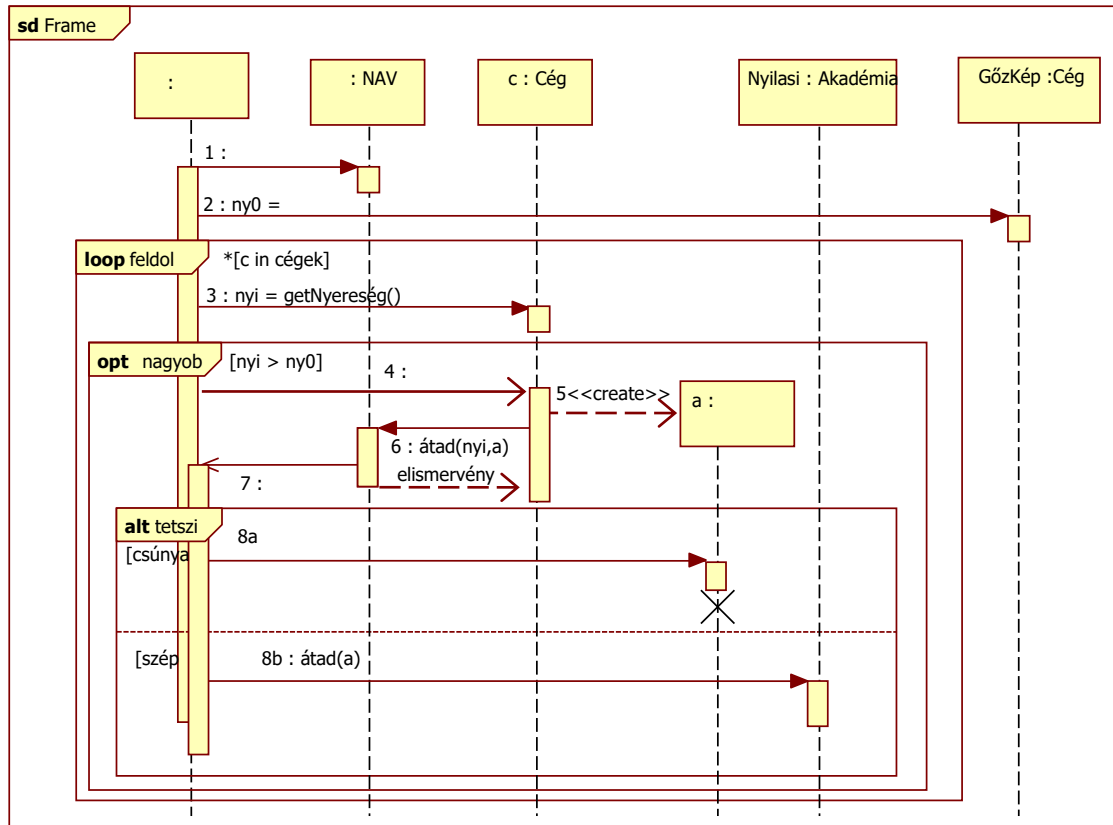 sd Frame
:
: NAV
c : Cég
Nyilasi : Akadémia
GőzKép :Cég
1 :
2 : ny0 =
loop feldol
*[c in cégek]
3 : nyi = getNyereség()
opt nagyob
[nyi > ny0]
4 :
5<<create>>
a :
6 : átad(nyi,a)
elismervény
7 :
alt tetszi
8a
[csúnya
[szép
8b : átad(a)